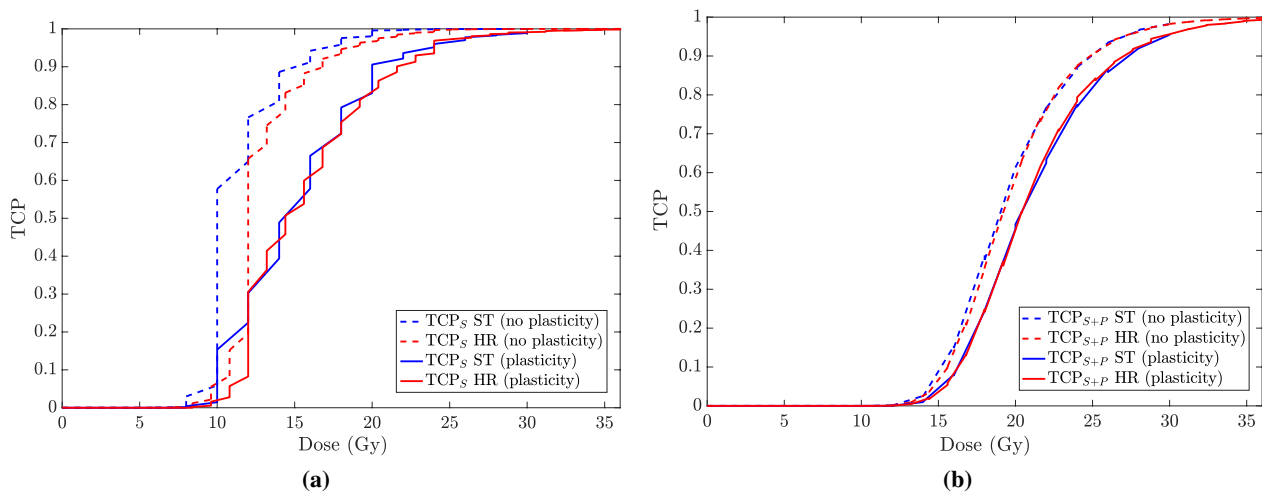 1
0.9
0.8
0.7
0.6
0.5
0.4
0.3
0.2
0.1
0
TCP
0 5 10 15 20 25 30 35
Dose (Gy)
TCP_S ST (no plasticity)
TCP_S HR (no plasticity)
TCP_S ST (plasticity)
TCP_S HR (plasticity)
(a)
1
0.9
0.8
0.7
0.6
0.5
0.4
0.3
0.2
0.1
0
TCP
0 5 10 15 20 25 30 35
Dose (Gy)
TCP_{S+P} ST (no plasticity)
TCP_{S+P} HR (no plasticity)
TCP_{S+P} ST (plasticity)
TCP_{S+P} HR (plasticity)
(b)